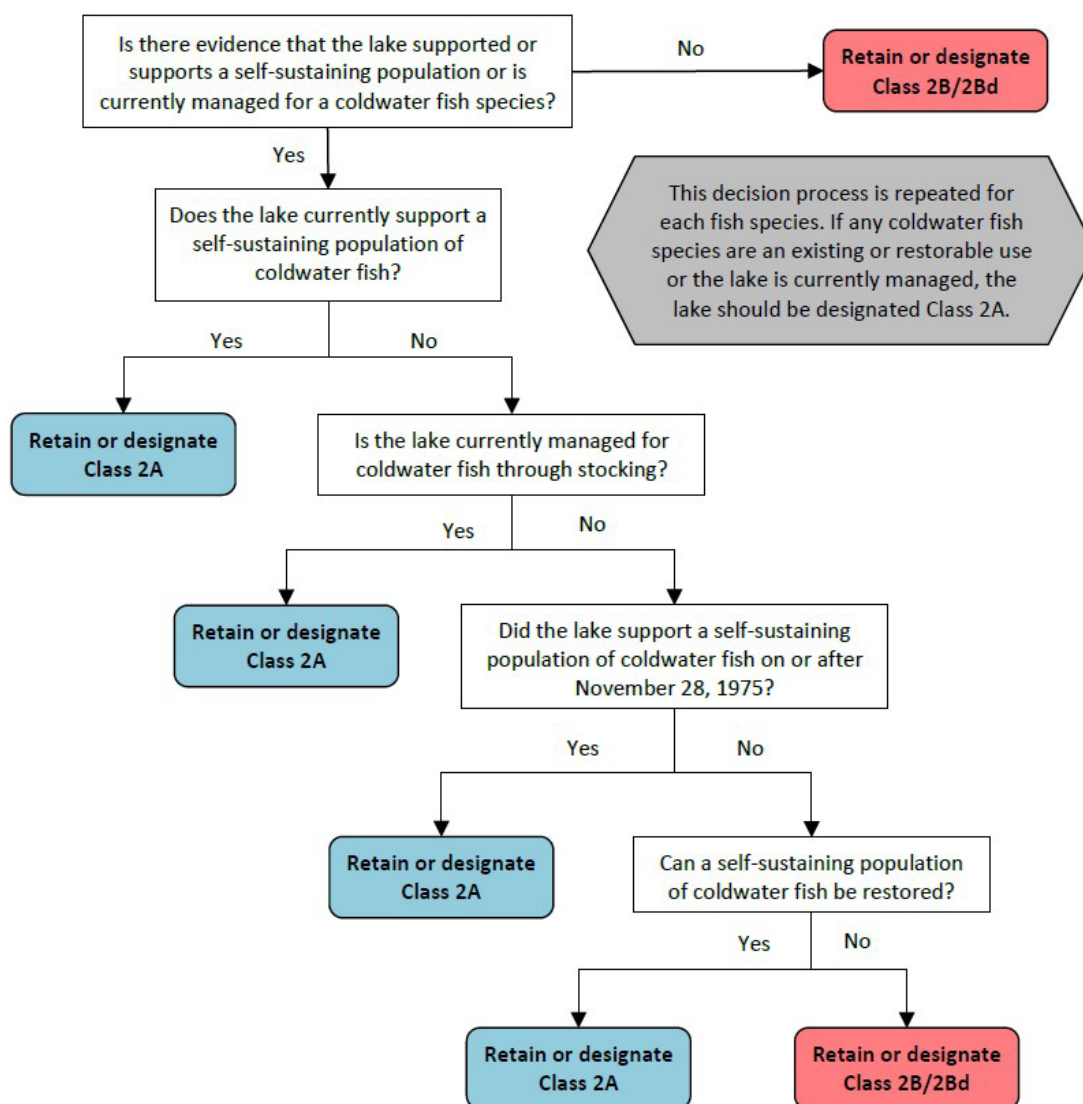 Is there evidence that the lake supported or
supports a self-sustaining population or is
currently managed for a coldwater fish species?
No
Retain or designate
Class 2B/2Bd
Yes
This decision process is repeated for
each fish species. If any coldwater fish
species are an existing or restorable use
or the lake is currently managed, the
lake should be designated Class 2A.
Does the lake currently support a
self-sustaining population of
coldwater fish?
Yes
No
Retain or designate
Class 2A
Is the lake currently managed for
coldwater fish through stocking?
Yes
No
Retain or designate
Class 2A
Did the lake support a self-sustaining
population of coldwater fish on or after
November 28, 1975?
Yes
No
Retain or designate
Class 2A
Can a self-sustaining population
of coldwater fish be restored?
Yes
No
Retain or designate
Class 2A
Retain or designate
Class 2B/2Bd